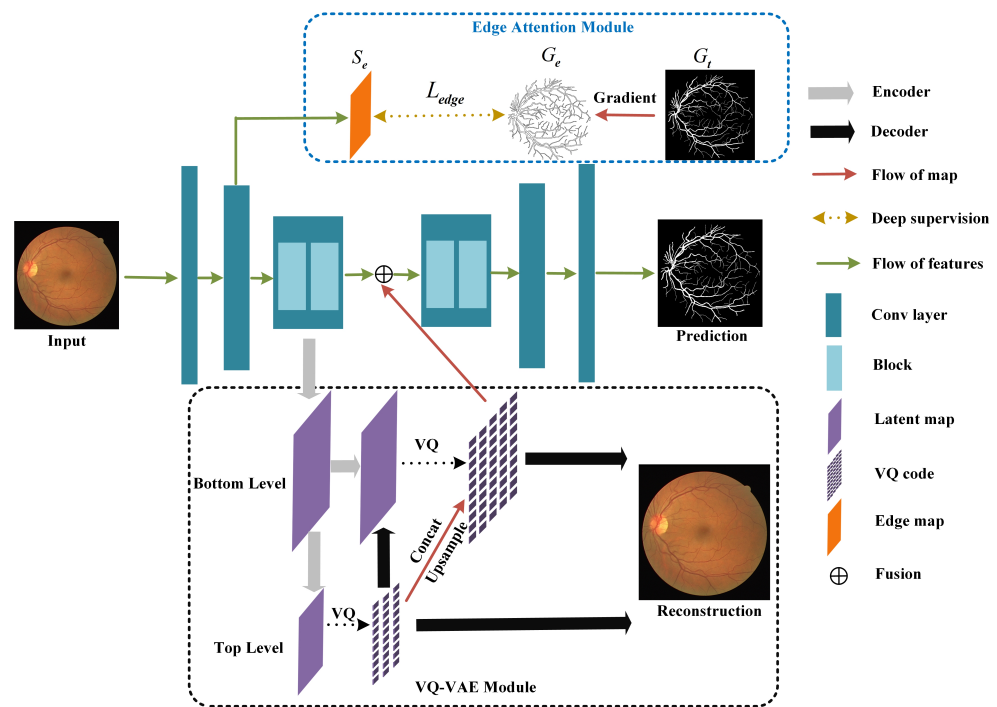 Edge Attention Module
S_e
G_e
G_t
L_edge
Gradient
Input
Prediction
VQ
Bottom Level
Concat
Upsample
VQ
Top Level
Reconstruction
VQ-VAE Module
Encoder
Decoder
Flow of map
Deep supervision
Flow of features
Conv layer
Block
Latent map
VQ code
Edge map
Fusion